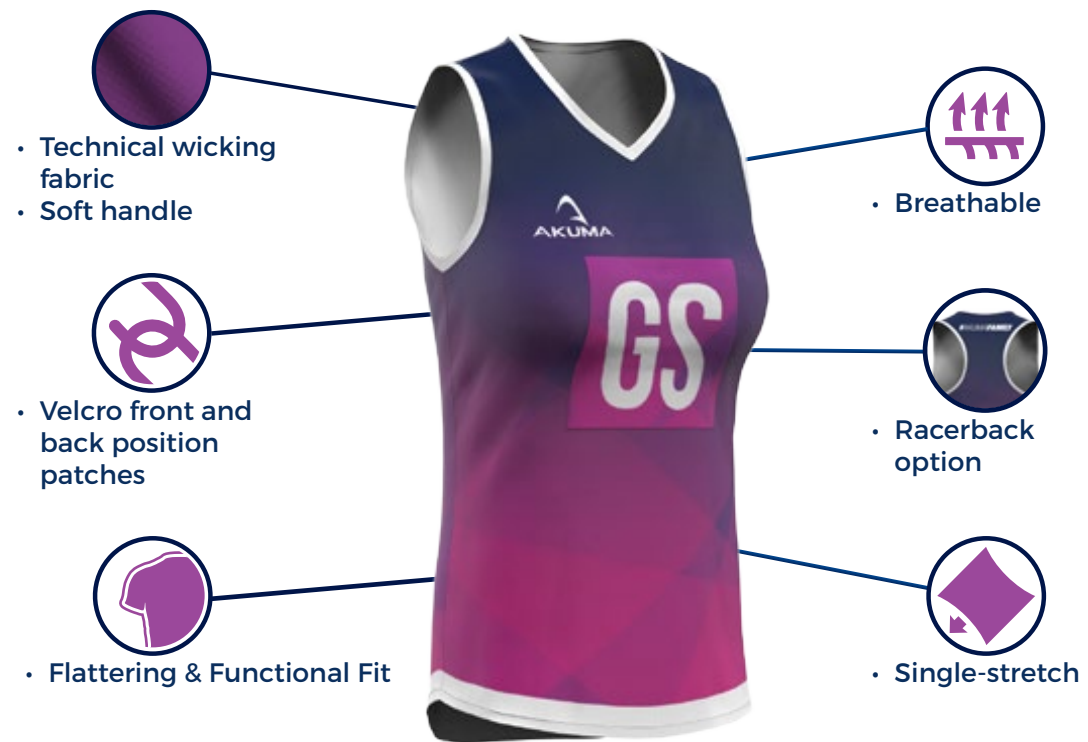 • Technical wicking
fabric
• Soft handle
• Breathable
AKUMA
GS
• Velcro front and
back position
patches
#AKUMAFAMILY
• Racerback
option
• Flattering & Functional Fit
• Single-stretch